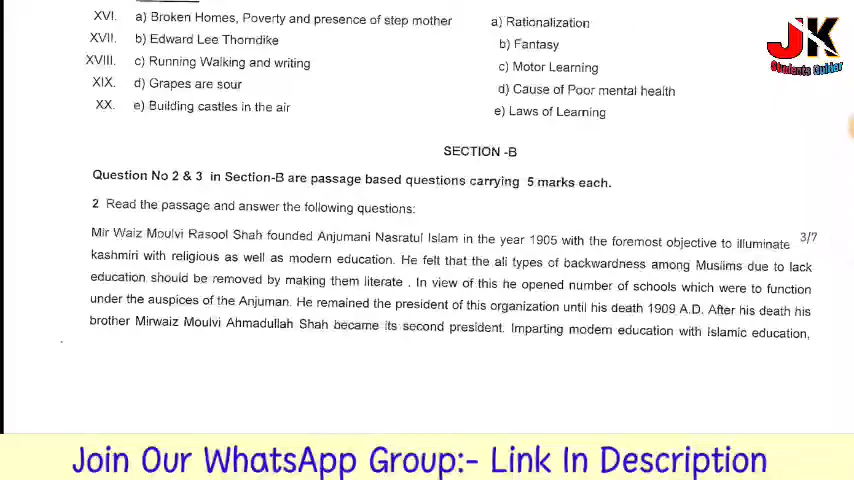 XVI. a) Broken Homes, Poverty and presence of step mother a) Rationalization
XVII. b) Edward Lee Thorndike b) Fantasy
XVIII. c) Running Walking and writing c) Motor Learning
XIX. d) Grapes are sour d) Cause of Poor mental health
XX. e) Building castles in the air e) Laws of Learning
JK
Students Guider
SECTION -B
Question No 2 & 3 in Section-B are passage based questions carrying 5 marks each.
2 Read the passage and answer the following questions:
Mir Waiz Moulvi Rasool Shah founded Anjumani Nasratul Islam in the year 1905 with the foremost objective to illuminate 3/7
kashmiri with religious as well as modern education. He felt that the all types of backwardness among Muslims due to lack
education should be removed by making them literate . In view of this he opened number of schools which were to function
under the auspices of the Anjuman. He remained the president of this organization until his death 1909 A.D. After his death his
brother Mirwaiz Moulvi Ahmadullah Shah became its second president. Imparting modern education with Islamic education,
Join Our WhatsApp Group:- Link In Description